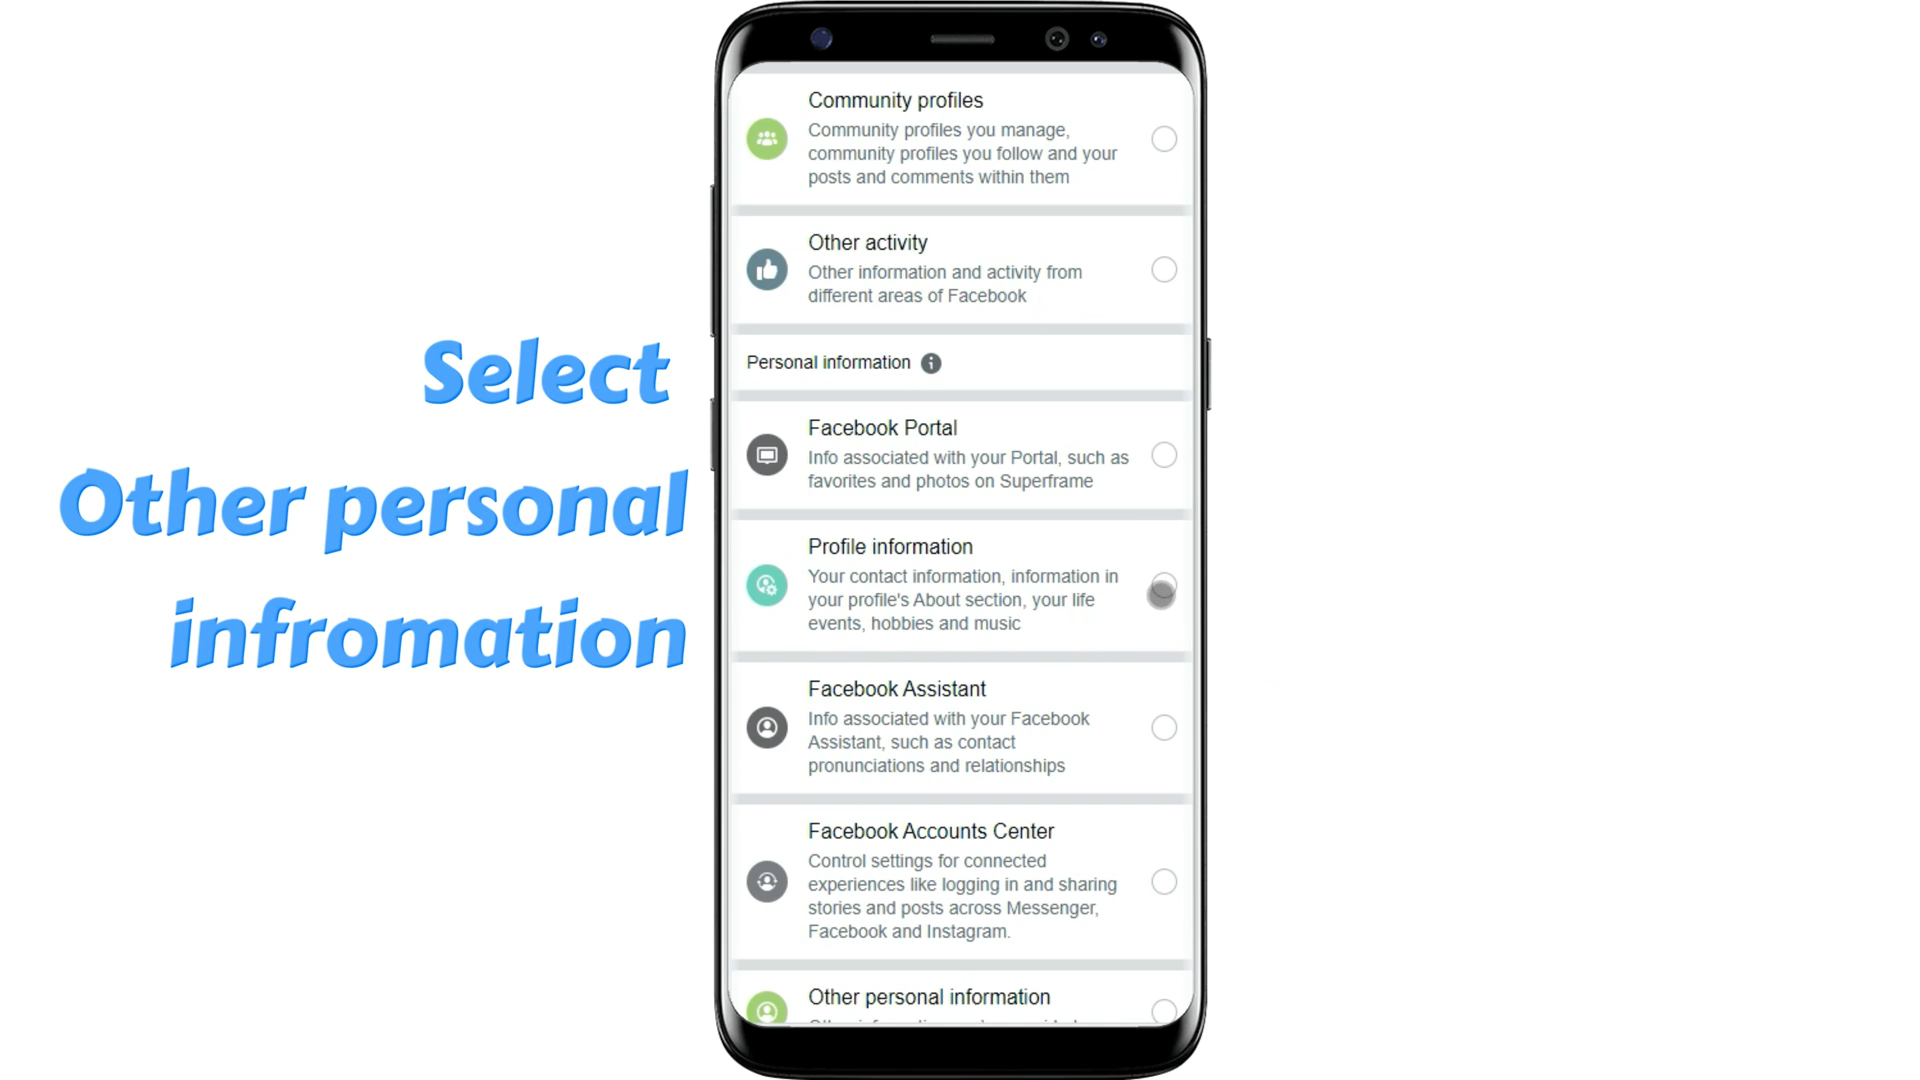 Select
Other personal
infromation
Community profiles
Community profiles you manage,
community profiles you follow and your
posts and comments within them
Other activity
Other information and activity from
different areas of Facebook
Personal information
Facebook Portal
Info associated with your Portal, such as
favorites and photos on Superframe
Profile information
Your contact information, information in
your profile's About section, your life
events, hobbies and music
Facebook Assistant
Info associated with your Facebook
Assistant, such as contact
pronunciations and relationships
Facebook Accounts Center
Control settings for connected
experiences like logging in and sharing
stories and posts across Messenger,
Facebook and Instagram.
Other personal information